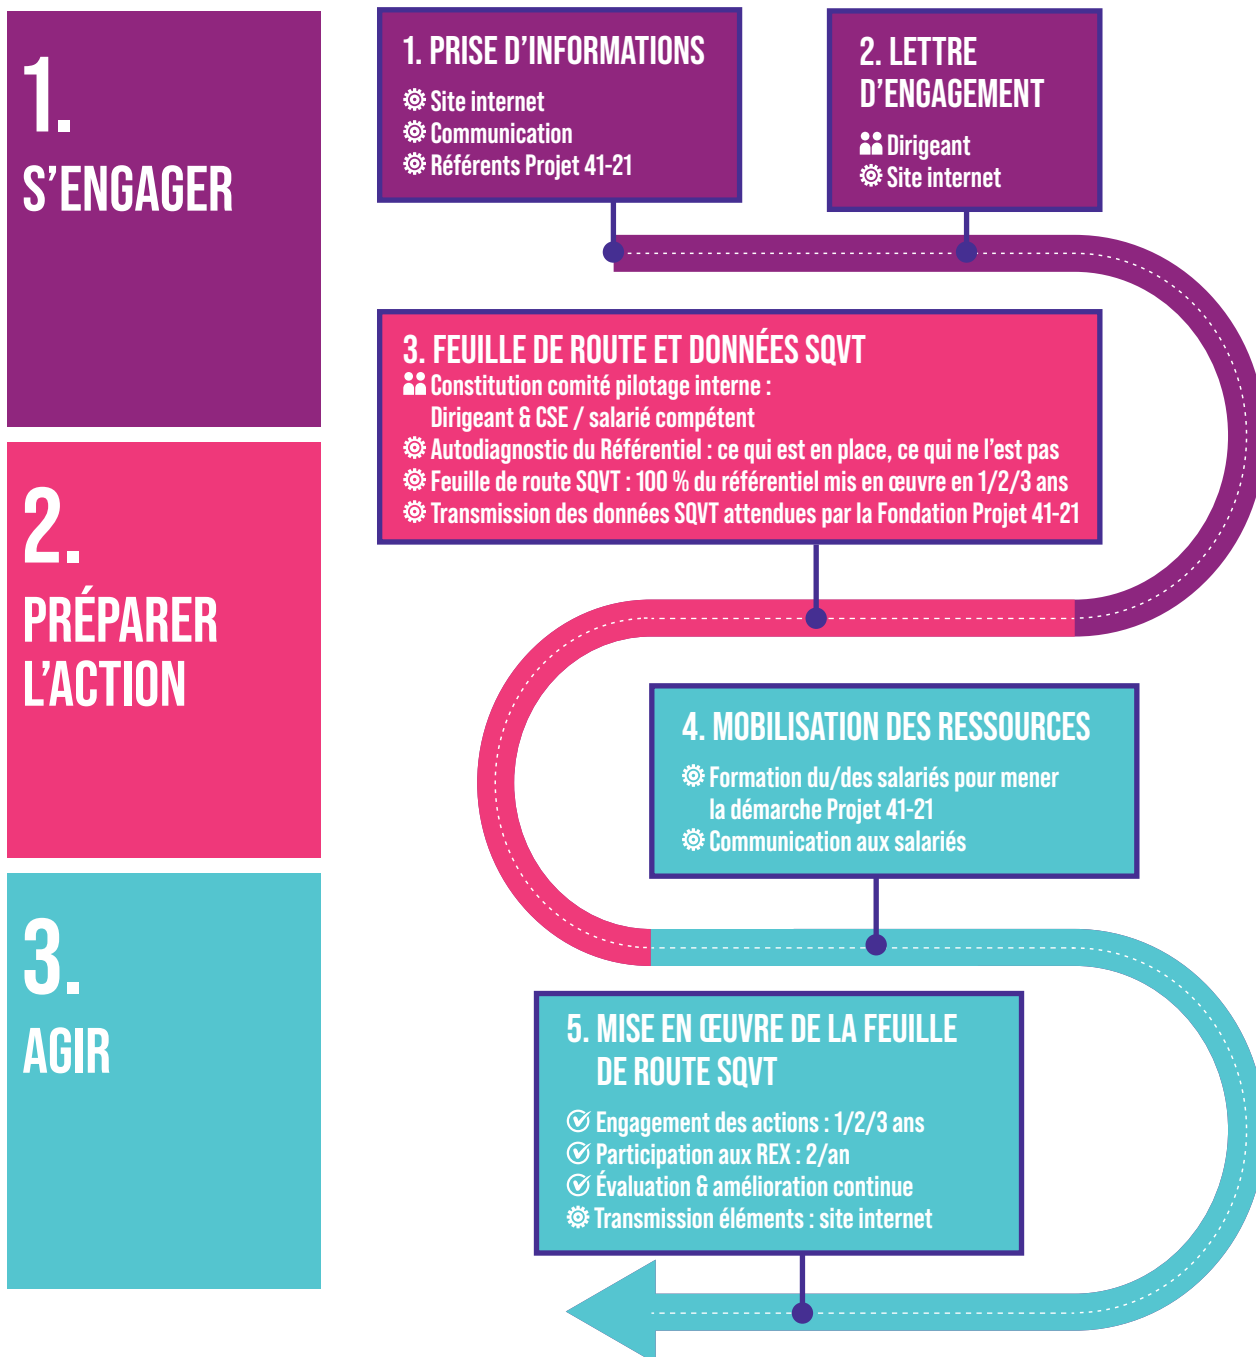 1.
S'ENGAGER
1. PRISE D'INFORMATIONS
Site internet
Communication
Référents Projet 41-21
2. LETTRE
D'ENGAGEMENT
Dirigeant
Site internet
2.
PRÉPARER
L'ACTION
3. FEUILLE DE ROUTE ET DONNÉES SQVT
Constitution comité pilotage interne :
Dirigeant & CSE / salarié compétent
Autodiagnostic du Référentiel : ce qui est en place, ce qui ne l'est pas
Feuille de route SQVT : 100 % du référentiel mis en œuvre en 1/2/3 ans
Transmission des données SQVT attendues par la Fondation Projet 41-21
3.
AGIR
4. MOBILISATION DES RESSOURCES
Formation du/des salariés pour mener
la démarche Projet 41-21
Communication aux salariés
5. MISE EN ŒUVRE DE LA FEUILLE
DE ROUTE SQVT
Engagement des actions : 1/2/3 ans
Participation aux REX : 2/an
Évaluation & amélioration continue
Transmission éléments : site internet